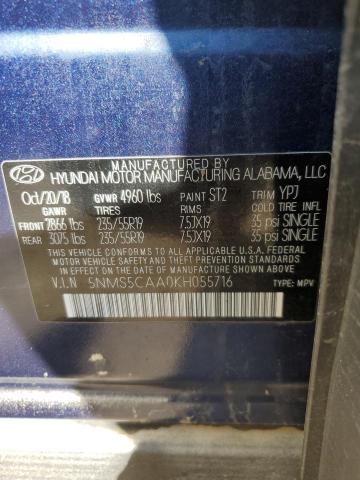 MANUFACTURED BY
HYUNDAI MOTOR MANUFACTURING ALABAMA, LLC
Oct/20/18 GVWR 4960 lbs PAINT ST2 TRIM YPJ
GAWR TIRES RIMS COLD TIRE INFL
FRONT 2866 lbs 235/55R19 7.5JX19 35 psi SINGLE
REAR 3075 lbs 235/55R19 7.5JX19 35 psi SINGLE
THIS VEHICLE CONFORMS TO ALL APPLICABLE U.S.A. FEDERAL
MOTOR VEHICLE SAFETY, BUMPER, AND THEFT PREVENTION
STANDARDS IN EFFECT ON THE DATE OF MANUFACTURE SHOWN ABOVE.
V.I.N 5NMS5CAA0KH055716 TYPE: MPV